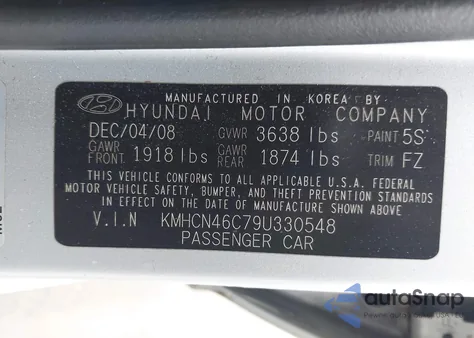 MANUFACTURED IN KOREA BY
HYUNDAI MOTOR COMPANY
DEC/04/08 GVWR 3638 lbs PAINT 5S
GAWR FRONT 1918 lbs GAWR REAR 1874 lbs TRIM FZ
THIS VEHICLE CONFORMS TO ALL APPLICABLE U.S.A. FEDERAL
MOTOR VEHICLE SAFETY, BUMPER, AND THEFT PREVENTION STANDARDS
IN EFFECT ON THE DATE OF MANUFACTURE SHOWN ABOVE.
V.I.N KMHCN46C79U330548
PASSENGER CAR
autoSnap